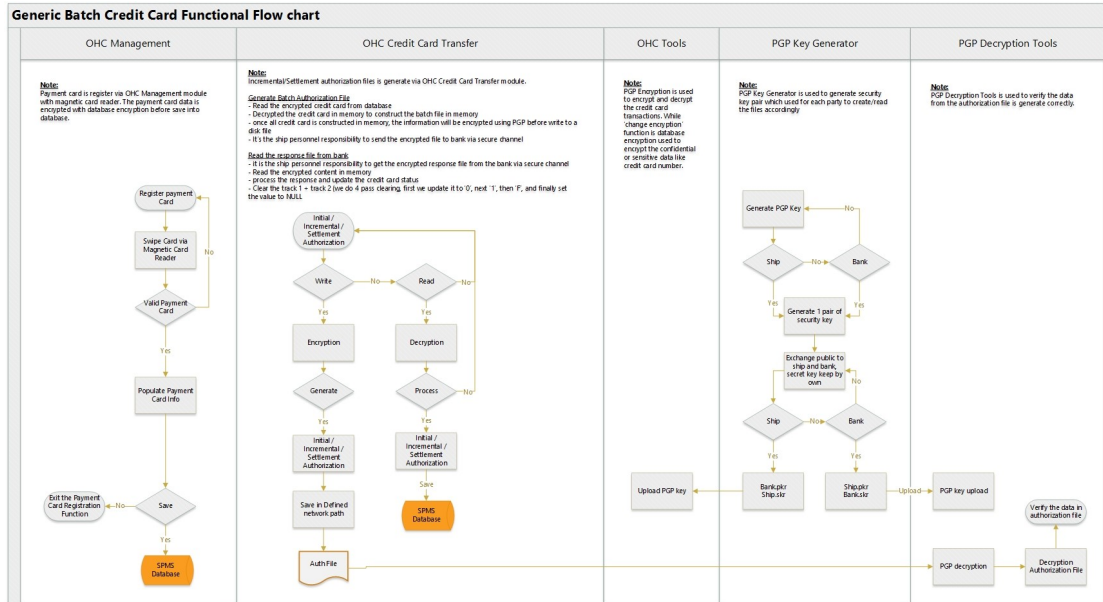 Generic Batch Credit Card Functional Flow chart
OHC Management
OHC Credit Card Transfer
OHC Tools
PGP Key Generator
PGP Decryption Tools
Note:
Payment card is register via OHC Management module
with magnetic card reader. The payment card data is
encrypted with database encryption before save into
database.
Register payment
Card
Swipe Card via
Magnetic Card
Reader
No
Valid Payment
Card
Yes
Populate Payment
Card Info
Exit the Payment
Card Registration
Function
No
Save
Yes
SPMS
Database
Note:
Incremental/Settlement authorization files is generate via OHC Credit Card Transfer module.
Generate Batch Authorization File
- Read the encrypted credit card from database
- Decrypted the credit card in memory to construct the batch file in memory
- once all credit card is constructed in memory, the information will be encrypted using PGP before write to a
disk file
- It's the ship personnel responsibility to send the encrypted file to bank via secure channel
Read the response file from bank
- it is the ship personnel responsibility to get the encrypted response file from the bank via secure channel
- Read the encrypted content in memory
- process the response and update the credit card status
- Clear the track 1 + track 2 (we do 4 pass clearing, first we update it to '0', next '1', then 'F', and finally set
the value to NULL
Initial /
Incremental /
Settlement
Authorization
Write
No
Read
No
Yes
Yes
Encryption
Decryption
Generate
Process
No
Yes
Yes
Initial /
Incremental /
Settlement
Authorization
Initial /
Incremental /
Settlement
Authorization
Save
Save in Defined
network path
SPMS
Database
Auth File
Note:
PGP Encryption is used
to encrypt and decrypt
the credit card
transactions. While
'change encryption'
function is database
encryption used to
encrypt the confidential
or sensitive data like
credit card number.
Upload PGP key
Note:
PGP Key Generator is used to generate security
key pair which used for each party to create/read
the files accordingly
Generate PGP Key
No
Ship
No
Bank
Yes
Yes
Generate 1 pair of
security key
Exchange public to
ship and bank,
secret key keep by
own
No
Ship
No
Bank
Yes
Yes
Bank.pkr
Ship.skr
Ship.pkr
Bank.skr
Upload
Note:
PGP Decryption Tools is used to verify the data
from the authorization file is generate correctly.
PGP key upload
Verify the data in
authorization file
PGP decryption
Decryption
Authorization File